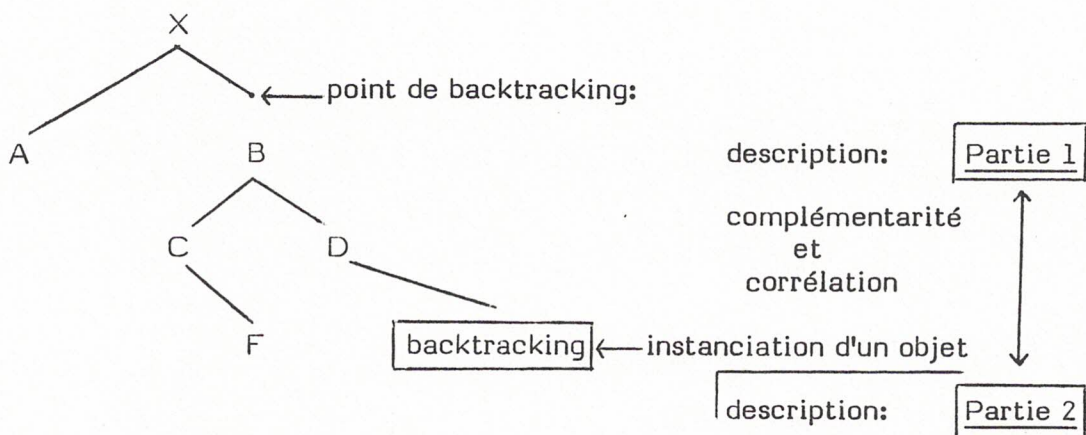 X
point de backtracking:
A
B
description: Partie 1
complémentarité
et
C
D
corrélation
F
backtracking
instanciation d'un objet
description: Partie 2